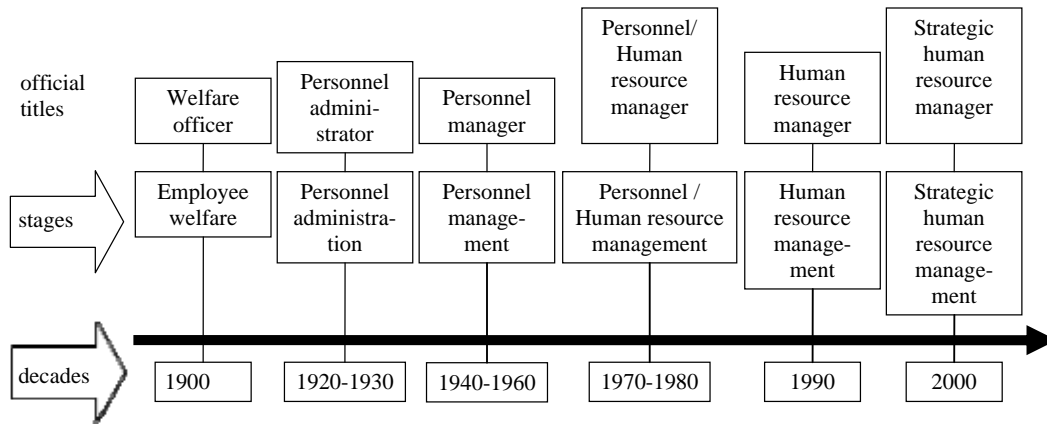 official
titles
Welfare
officer
Personnel
admini-
strator
Personnel
manager
Personnel/
Human
resource
manager
Human
resource
manager
Strategic
human
resource
manager
stages
Employee
welfare
Personnel
administra-
tion
Personnel
manage-
ment
Personnel /
Human resource
management
Human
resource
manage-
ment
Strategic
human
resource
manage-
ment
decades
1900
1920-1930
1940-1960
1970-1980
1990
2000